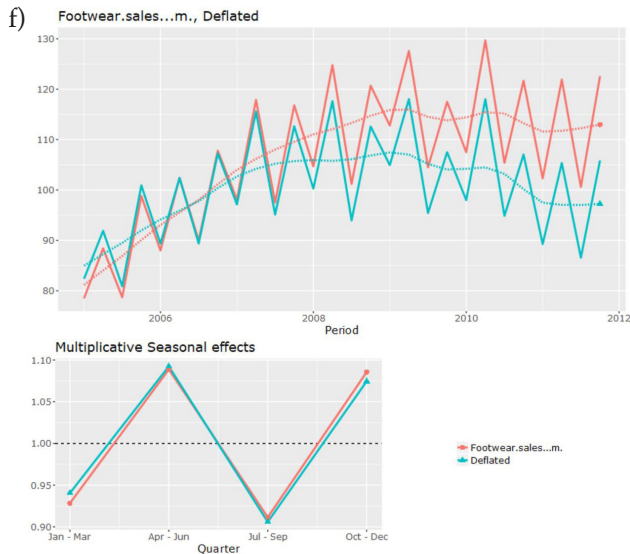 f)
Footwear.sales...m., Deflated
130
120
110
100
90
80
2006
2008
2010
2012
Period
Multiplicative Seasonal effects
1.10
1.05
1.00
0.95
0.90
Jan - Mar
Apr - Jun
Jul - Sep
Oct - Dec
Quarter
Footwear.sales...m.
Deflated